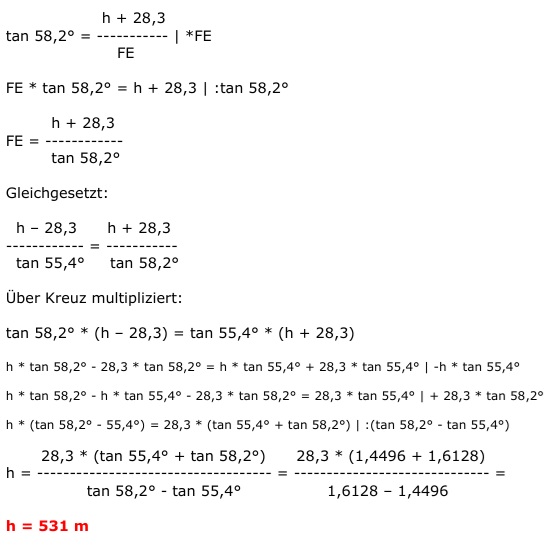 h + 28,3
tan 58,2° = ----------- | *FE
FE
FE * tan 58,2° = h + 28,3 | :tan 58,2°
h + 28,3
FE = ------------
tan 58,2°
Gleichgesetzt:
h – 28,3 h + 28,3
------------ = -----------
tan 55,4° tan 58,2°
Über Kreuz multipliziert:
tan 58,2° * (h – 28,3) = tan 55,4° * (h + 28,3)
h * tan 58,2° - 28,3 * tan 58,2° = h * tan 55,4° + 28,3 * tan 55,4° | -h * tan 55,4°
h * tan 58,2° - h * tan 55,4° - 28,3 * tan 58,2° = 28,3 * tan 55,4° | + 28,3 * tan 58,2°
h * (tan 58,2° - 55,4°) = 28,3 * (tan 55,4° + tan 58,2°) | :(tan 58,2° - tan 55,4°)
28,3 * (tan 55,4° + tan 58,2°) 28,3 * (1,4496 + 1,6128)
h = ------------------------------------ = ------------------------------ =
tan 58,2° - tan 55,4° 1,6128 – 1,4496
h = 531 m